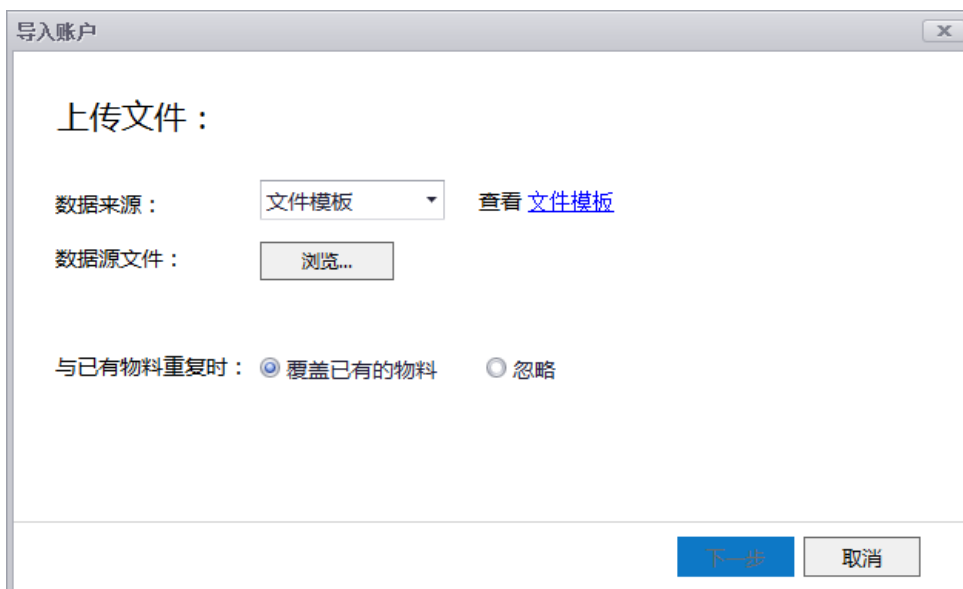 导入账户
上传文件：
数据来源： 文件模板 查看 文件模板
数据源文件： 浏览...
与已有物料重复时： 覆盖已有的物料 忽略
下一步 取消